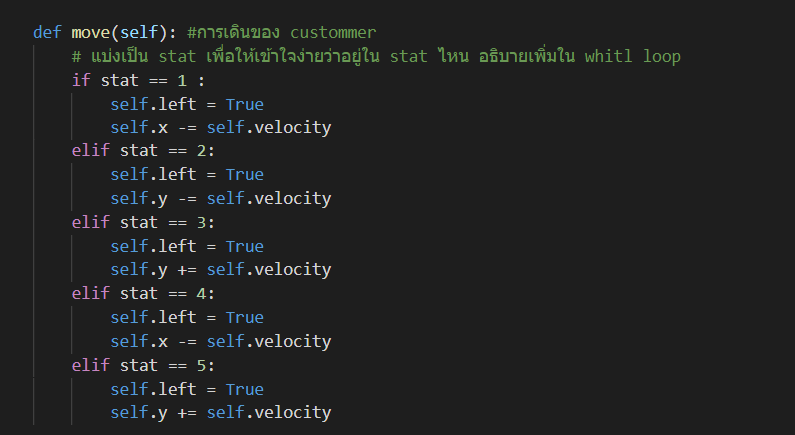 def move(self): #การเดินของ custommer
    # แบ่งเป็น stat เพื่อให้เข้าใจง่ายว่าอยู่ใน stat ไหน อธิบายเพิ่มใน whitl loop
    if stat == 1 :
        self.left = True
        self.x -= self.velocity
    elif stat == 2:
        self.left = True
        self.y -= self.velocity
    elif stat == 3:
        self.left = True
        self.y += self.velocity
    elif stat == 4:
        self.left = True
        self.x -= self.velocity
    elif stat == 5:
        self.left = True
        self.y += self.velocity